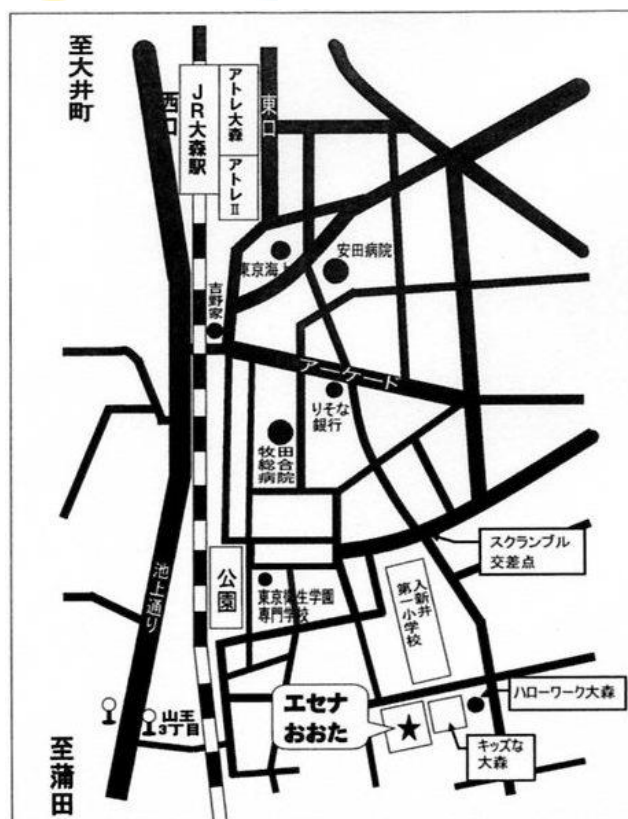 至大井町
西口
JR大森駅
アトレ大森
アトレⅡ
東口
東京海上
安田病院
吉野家
アーケード
りそな
銀行
牧田
総合
病院
スクランブル
交差点
公園
東京衛生学園
専門学校
入新井
第一小学校
池上通り
ハローワーク大森
エセナ
おおた
山王
3丁目
キッズな
大森
至蒲田